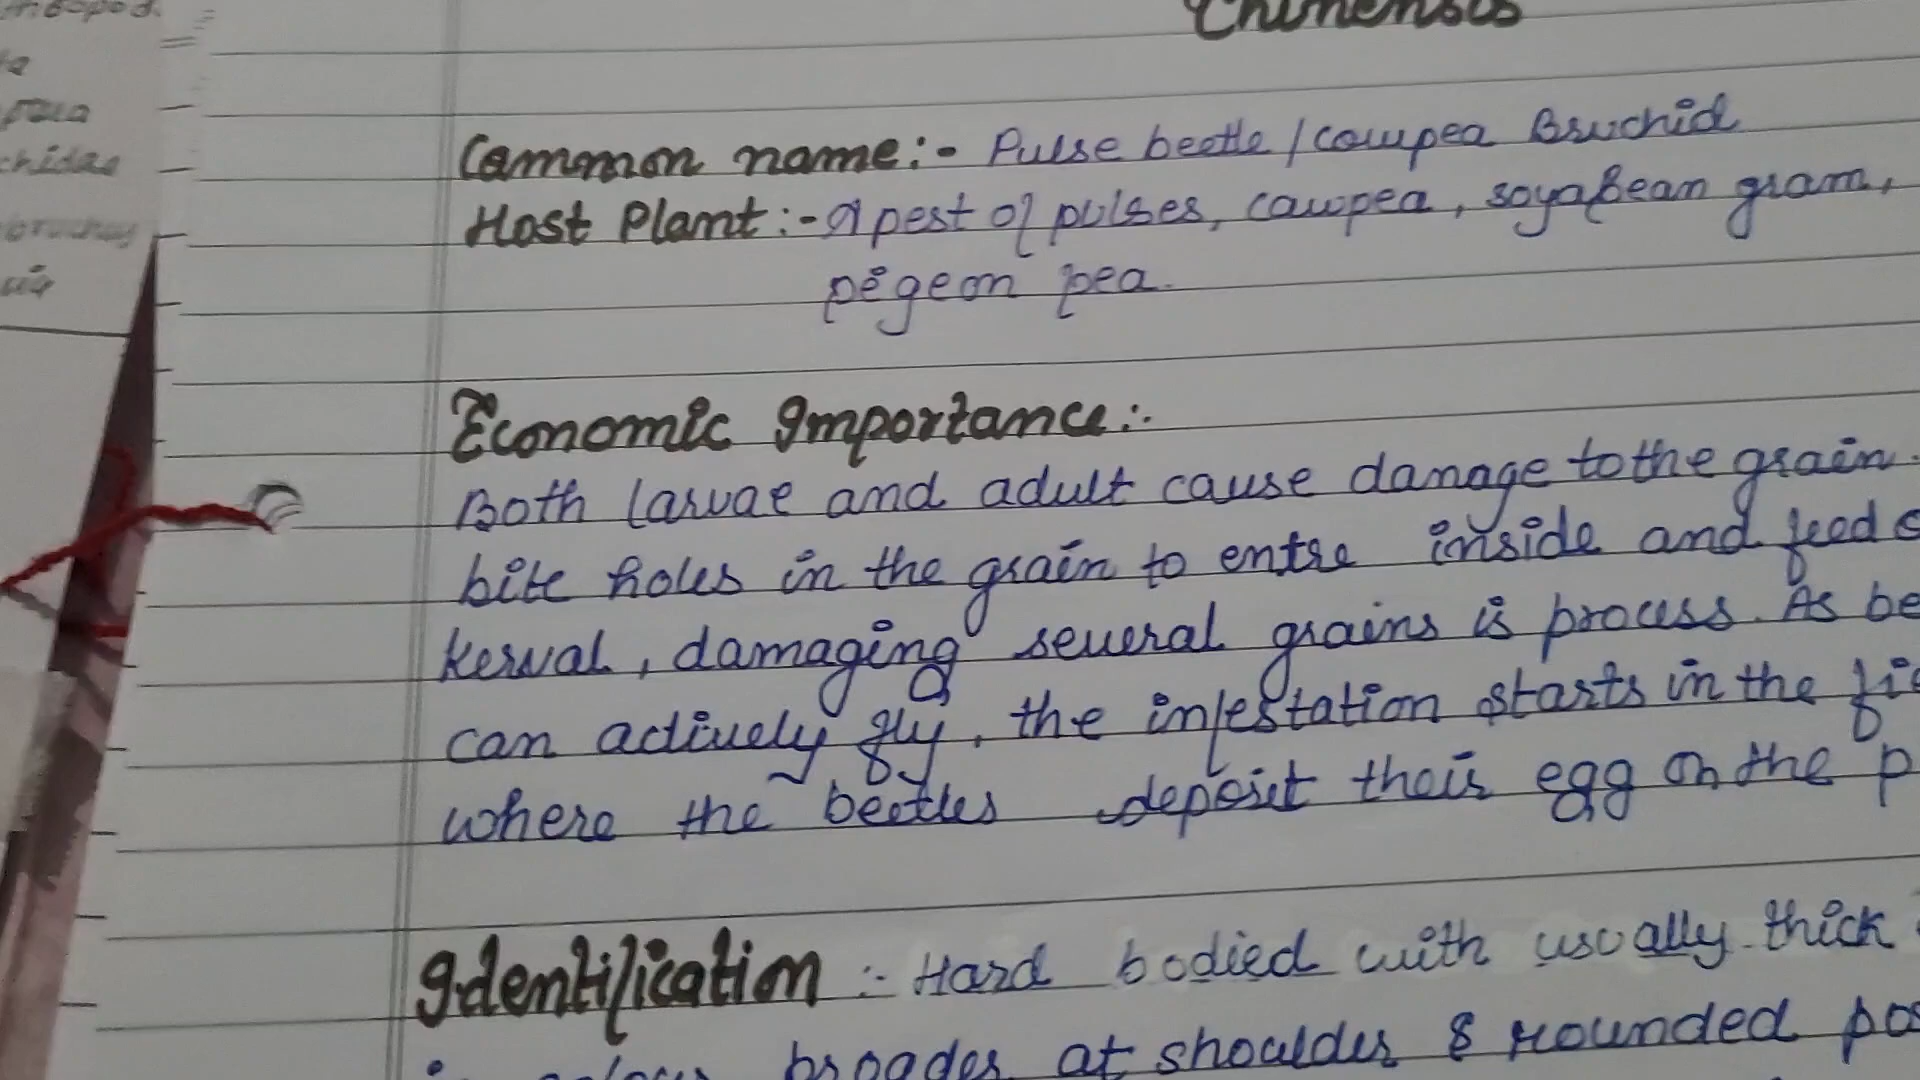 Chinensis
Common name:- Pulse beetle / cowpea Bruchid
Host Plant:- A pest of pulses, cowpea, soyabean gram,
pigeon pea.
Economic Importance:-
Both larvae and adult cause damage to the grain.
bite holes in the grain to entre inside and feed
kerval, damaging several grains is process. As be
can actively fly, the infestation starts in the fie
where the beetles deposit their egg on the p
Identification :- Hard bodied with usually thick
broader at shoulder & rounded pos